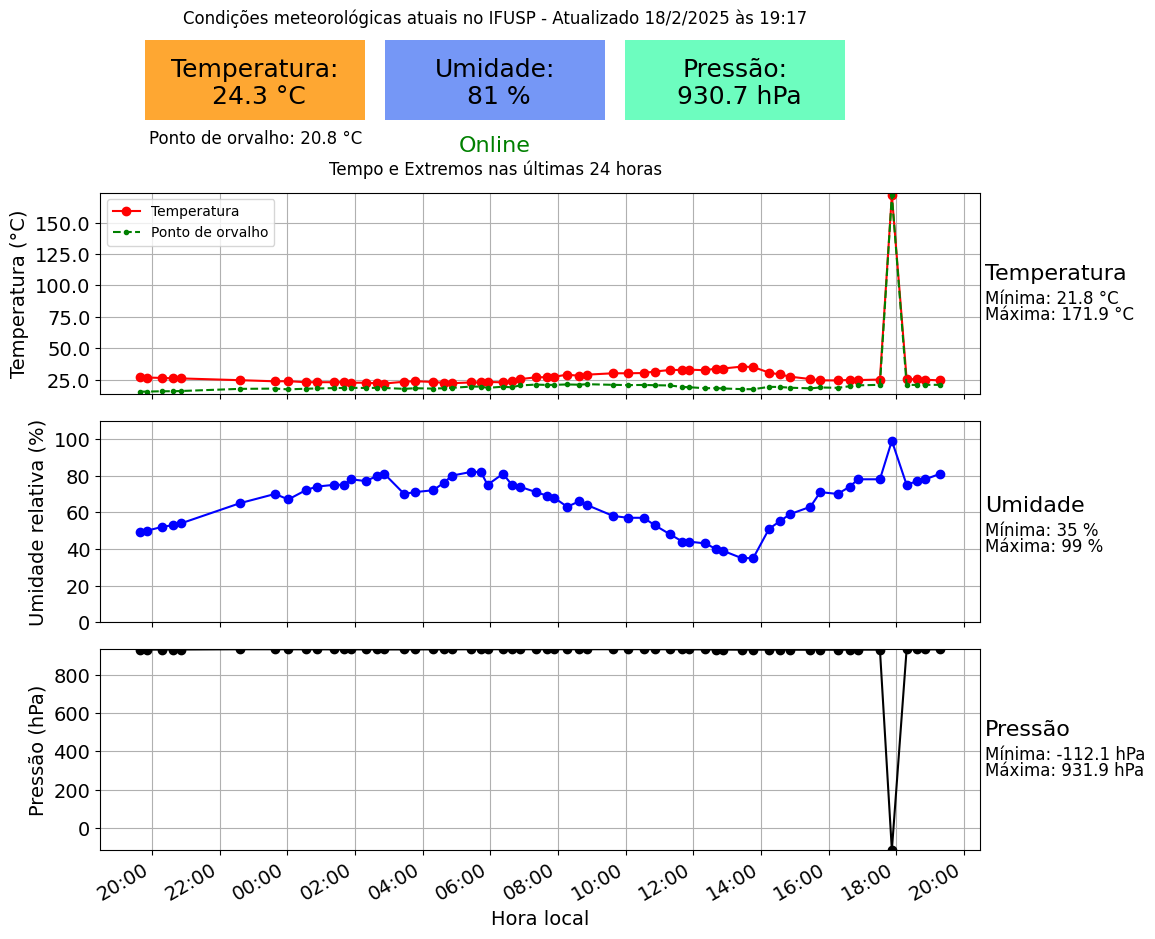 Condições meteorológicas atuais no IFUSP - Atualizado 18/2/2025 às 19:17
Temperatura:
24.3 °C
Umidade:
81 %
Pressão:
930.7 hPa
Ponto de orvalho: 20.8 °C
Online
Tempo e Extremos nas últimas 24 horas
Temperatura (°C)
150.0
125.0
100.0
75.0
50.0
25.0
Temperatura
Ponto de orvalho
Temperatura
Mínima: 21.8 °C
Máxima: 171.9 °C
Umidade relativa (%)
100
80
60
40
20
0
Umidade
Mínima: 35 %
Máxima: 99 %
Pressão (hPa)
800
600
400
200
0
Pressão
Mínima: -112.1 hPa
Máxima: 931.9 hPa
20:00 22:00 00:00 02:00 04:00 06:00 08:00 10:00 12:00 14:00 16:00 18:00 20:00
Hora local